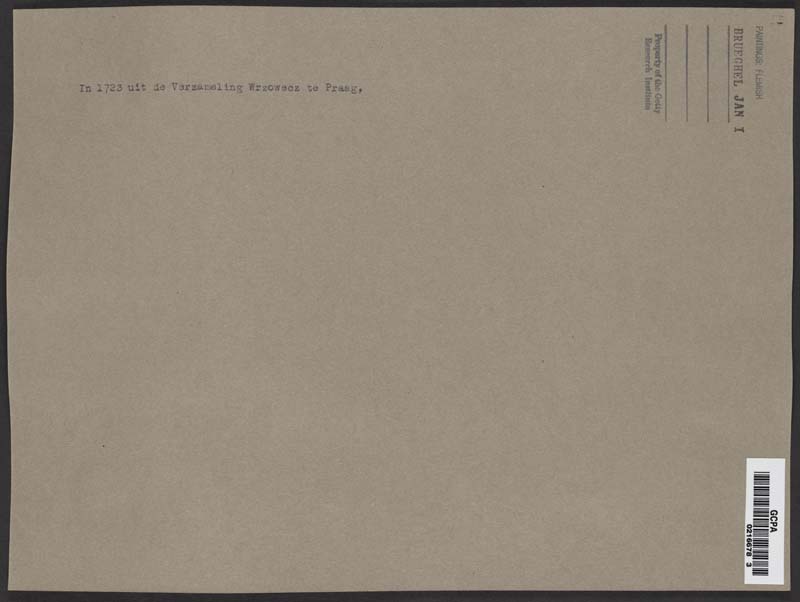 In 1723 uit de Verzameling Wrzowecz te Praag,
PAINTINGS: FLEMISH
BRUEGHEL JAN I
Property of the Getty
Research Institute
GCPA
0216678 3